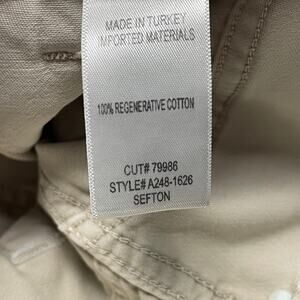 MADE IN TURKEY
IMPORTED MATERIALS
100% REGENERATIVE COTTON
CUT# 79986
STYLE# A248-1626
SEFTON